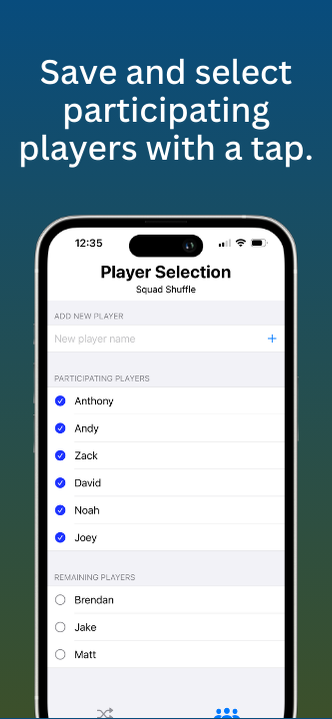 Save and select
participating
players with a tap.
12:35
Player Selection
Squad Shuffle
ADD NEW PLAYER
New player name
PARTICIPATING PLAYERS
Anthony
Andy
Zack
David
Noah
Joey
REMAINING PLAYERS
Brendan
Jake
Matt